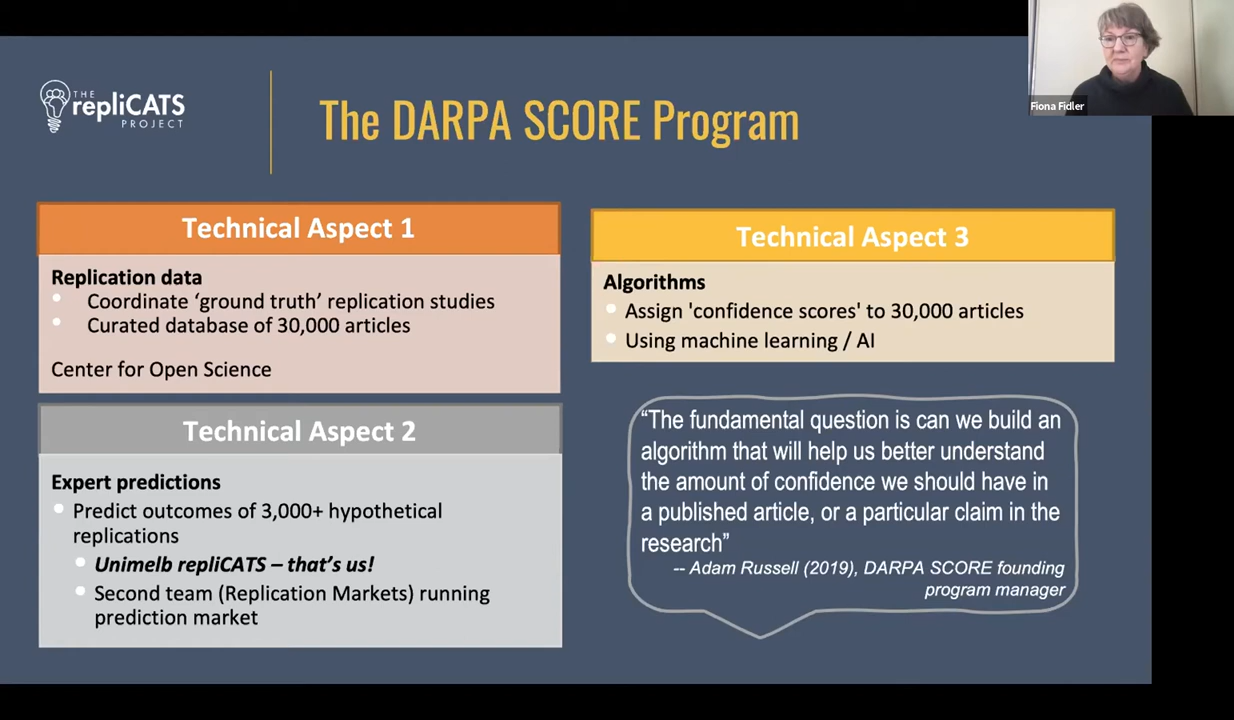 THE
repliCATS
PROJECT
The DARPA SCORE Program
Fiona Fidler
Technical Aspect 1
Replication data
Coordinate ‘ground truth’ replication studies
Curated database of 30,000 articles
Center for Open Science
Technical Aspect 2
Expert predictions
Predict outcomes of 3,000+ hypothetical
replications
Unimelb repliCATS – that’s us!
Second team (Replication Markets) running
prediction market
Technical Aspect 3
Algorithms
Assign 'confidence scores' to 30,000 articles
Using machine learning / AI
“The fundamental question is can we build an
algorithm that will help us better understand
the amount of confidence we should have in
a published article, or a particular claim in the
research”
-- Adam Russell (2019), DARPA SCORE founding
program manager